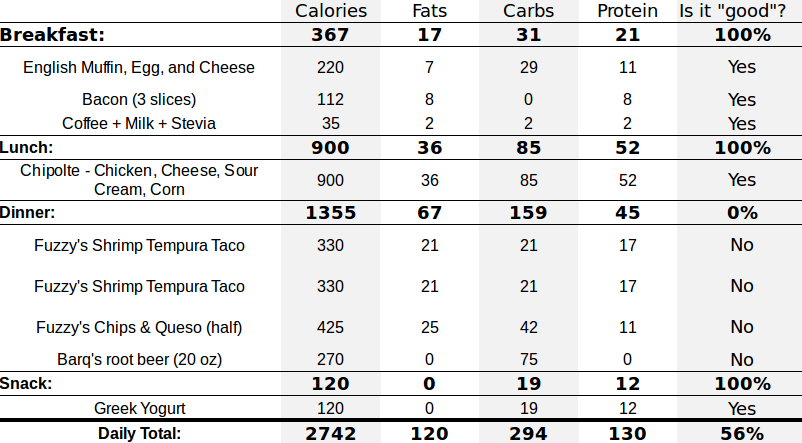 Calories Fats Carbs Protein Is it "good"?
Breakfast: 367 17 31 21 100%
English Muffin, Egg, and Cheese 220 7 29 11 Yes
Bacon (3 slices) 112 8 0 8 Yes
Coffee + Milk + Stevia 35 2 2 2 Yes
Lunch: 900 36 85 52 100%
Chipolte - Chicken, Cheese, Sour
Cream, Corn 900 36 85 52 Yes
Dinner: 1355 67 159 45 0%
Fuzzy's Shrimp Tempura Taco 330 21 21 17 No
Fuzzy's Shrimp Tempura Taco 330 21 21 17 No
Fuzzy's Chips & Queso (half) 425 25 42 11 No
Barq's root beer (20 oz) 270 0 75 0 No
Snack: 120 0 19 12 100%
Greek Yogurt 120 0 19 12 Yes
Daily Total: 2742 120 294 130 56%